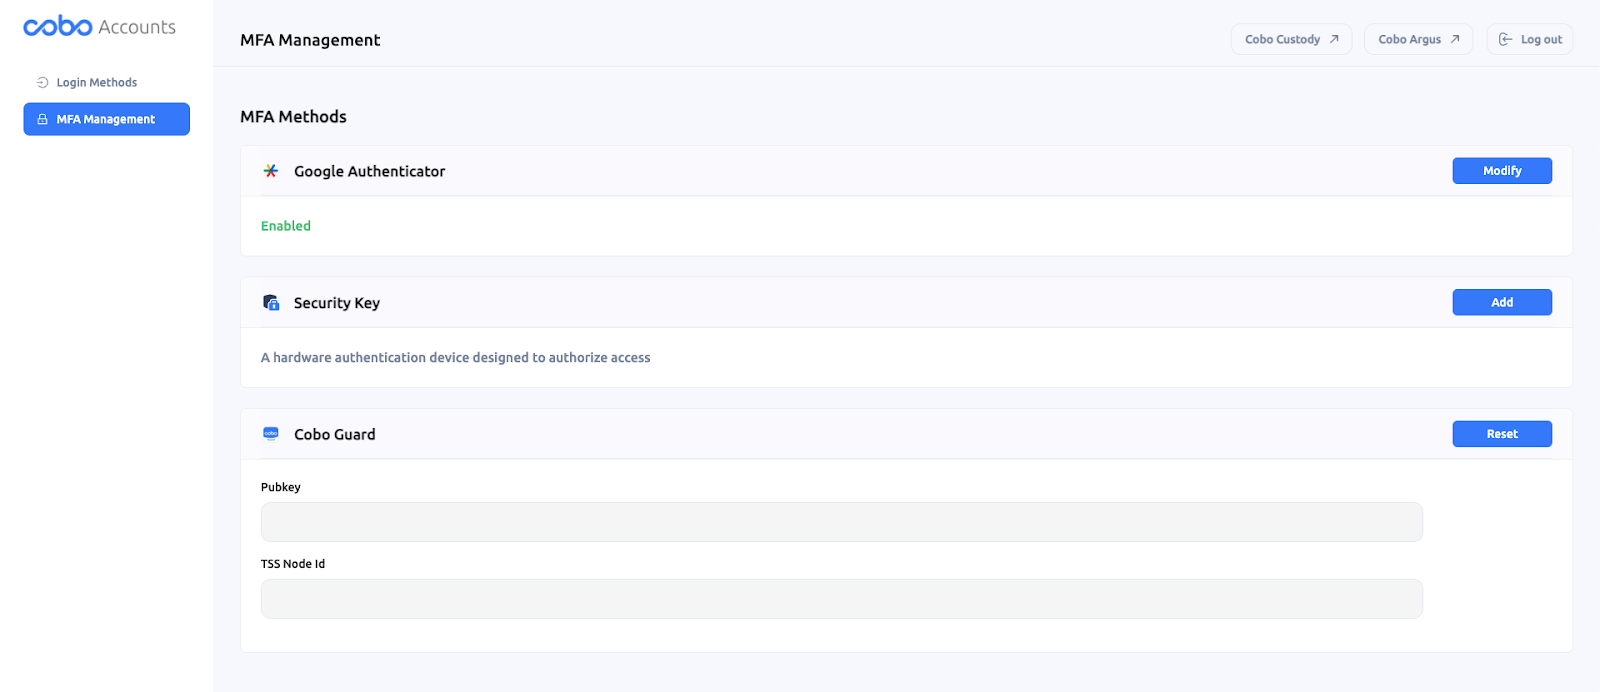 cobo Accounts
MFA Management
Cobo Custody
Cobo Argus
Log out
Login Methods
MFA Management
MFA Methods
Google Authenticator
Modify
Enabled
Security Key
Add
A hardware authentication device designed to authorize access
cobo
Cobo Guard
Reset
Pubkey
TSS Node Id